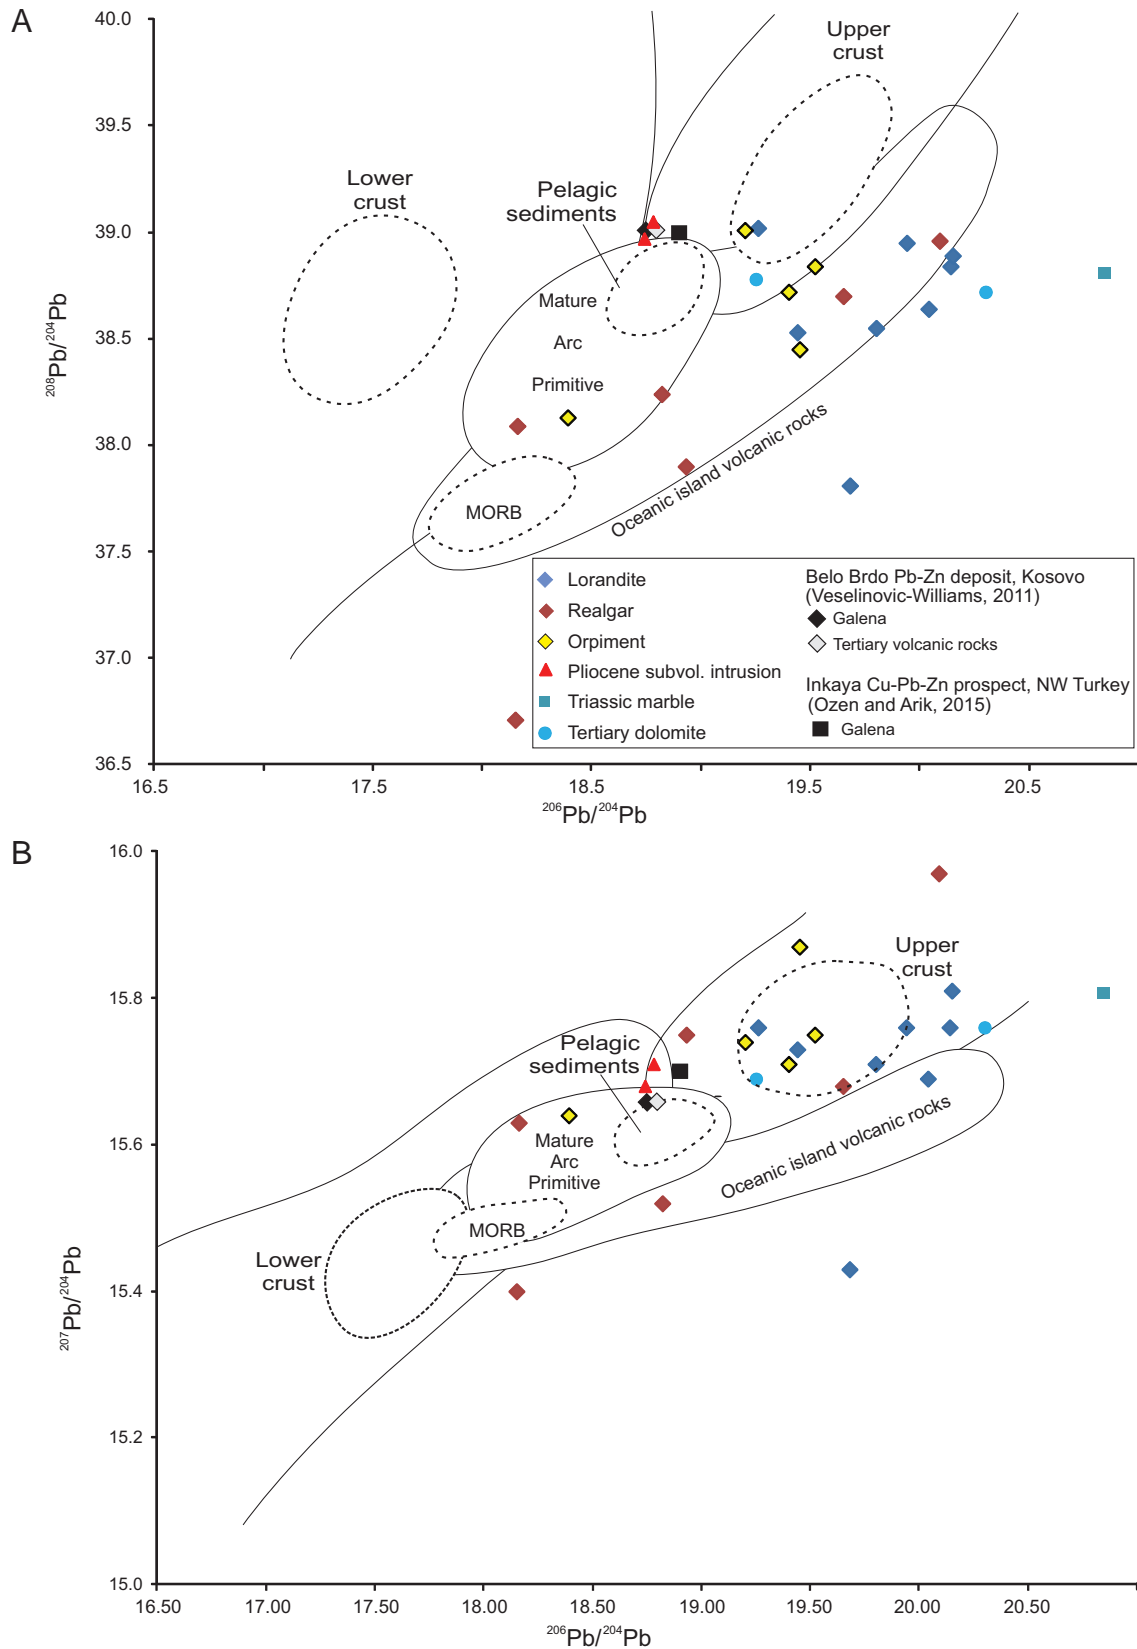 A
40.0
39.5
39.0
38.5
38.0
37.5
37.0
36.5
208Pb/204Pb
Upper
crust
Lower
crust
Pelagic
sediments
Mature
Arc
Primitive
MORB
Oceanic island volcanic rocks
Lorandite
Realgar
Orpiment
Pliocene subvol. intrusion
Triassic marble
Tertiary dolomite
Belo Brdo Pb-Zn deposit, Kosovo
(Veselinovic-Williams, 2011)
Galena
Tertiary volcanic rocks
Inkaya Cu-Pb-Zn prospect, NW Turkey
(Ozen and Arik, 2015)
Galena
16.5 17.5 18.5 19.5 20.5
206Pb/204Pb
B
16.0
15.8
15.6
15.4
15.2
15.0
207Pb/204Pb
Upper
crust
Pelagic
sediments
Mature
Arc
Primitive
MORB
Oceanic island volcanic rocks
Lower
crust
16.50 17.00 17.50 18.00 18.50 19.00 19.50 20.00 20.50
206Pb/204Pb